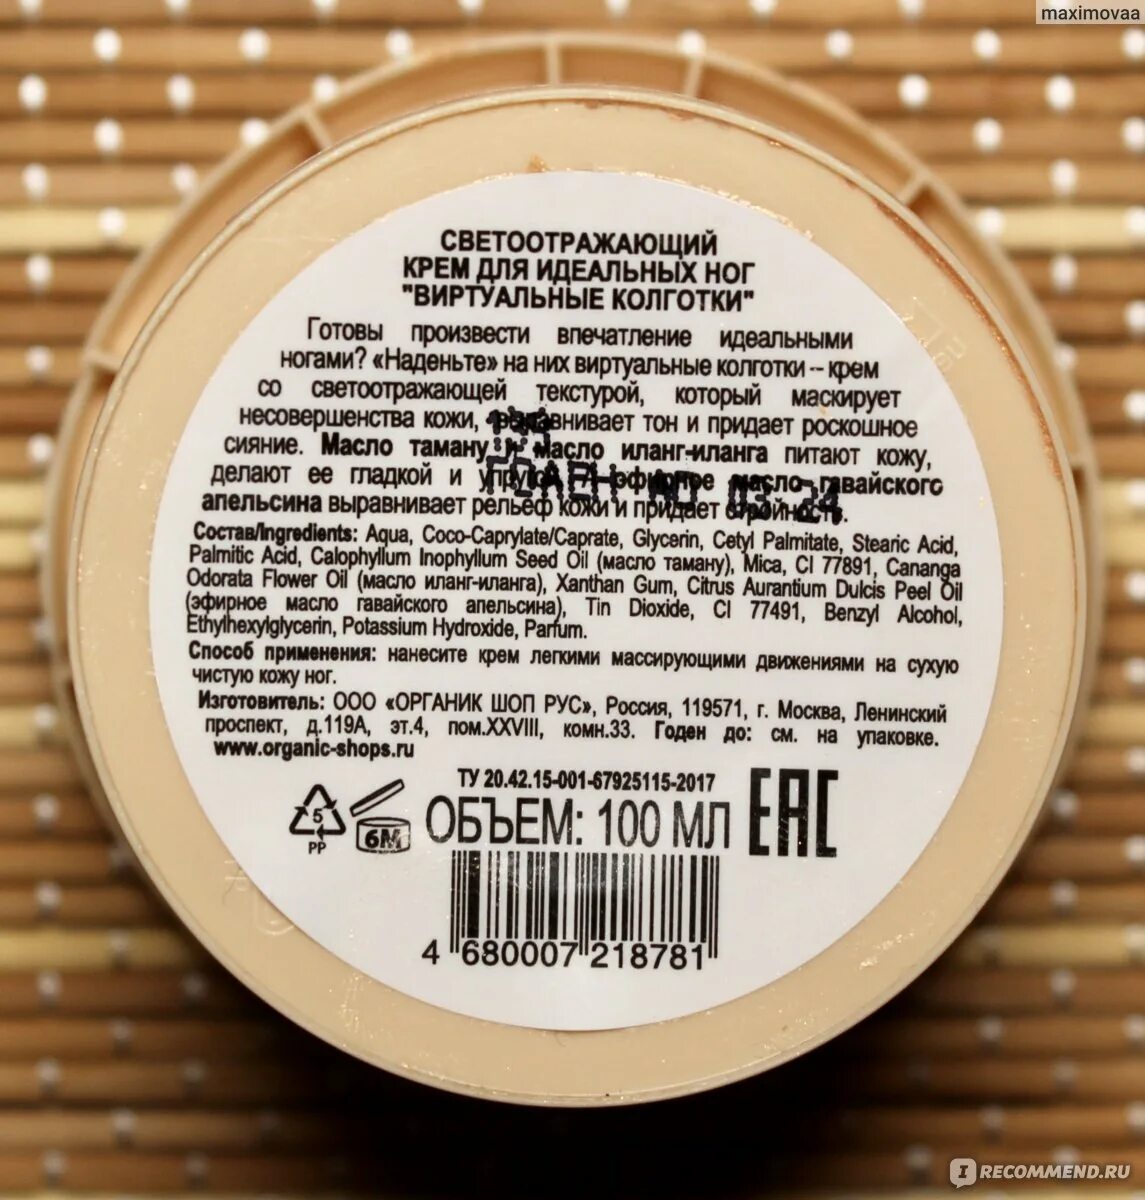 maximovaa
СВЕТООТРАЖАЮЩИЙ
КРЕМ ДЛЯ ИДЕАЛЬНЫХ НОГ
"ВИРТУАЛЬНЫЕ КОЛГОТКИ"
Готовы произвести впечатление идеальными
ногами? «Наденьте» на них виртуальные колготки – крем
со светоотражающей текстурой, который маскирует
несовершенства кожи, выравнивает тон и придает роскошное
сияние. Масло таману и масло иланг-иланга питают кожу,
делают ее гладкой и упругой. А эфирное масло гавайского
апельсина выравнивает рельеф кожи и придает стройность.
ГОДЕН ДО 03 24
Состав/Ingredients: Aqua, Coco-Caprylate/Caprate, Glycerin, Cetyl Palmitate, Stearic Acid,
Palmitic Acid, Calophyllum Inophyllum Seed Oil (масло таману), Mica, CI 77891, Cananga
Odorata Flower Oil (масло иланг-иланга), Xanthan Gum, Citrus Aurantium Dulcis Peel Oil
(эфирное масло гавайского апельсина), Tin Dioxide, CI 77491, Benzyl Alcohol,
Ethylhexylglycerin, Potassium Hydroxide, Parfum.
Способ применения: нанесите крем легкими массирующими движениями на сухую
чистую кожу ног.
Изготовитель: ООО «ОРГАНИК ШОП РУС», Россия, 119571, г. Москва, Ленинский
проспект, д.119А, эт.4, пом.XXVIII, комн.33. Годен до: см. на упаковке.
www.organic-shops.ru
ТУ 20.42.15-001-67925115-2017
5
PP
6M
ОБЪЕМ: 100 МЛ
EAC
4 680007 218781
IRECOMMEND.RU